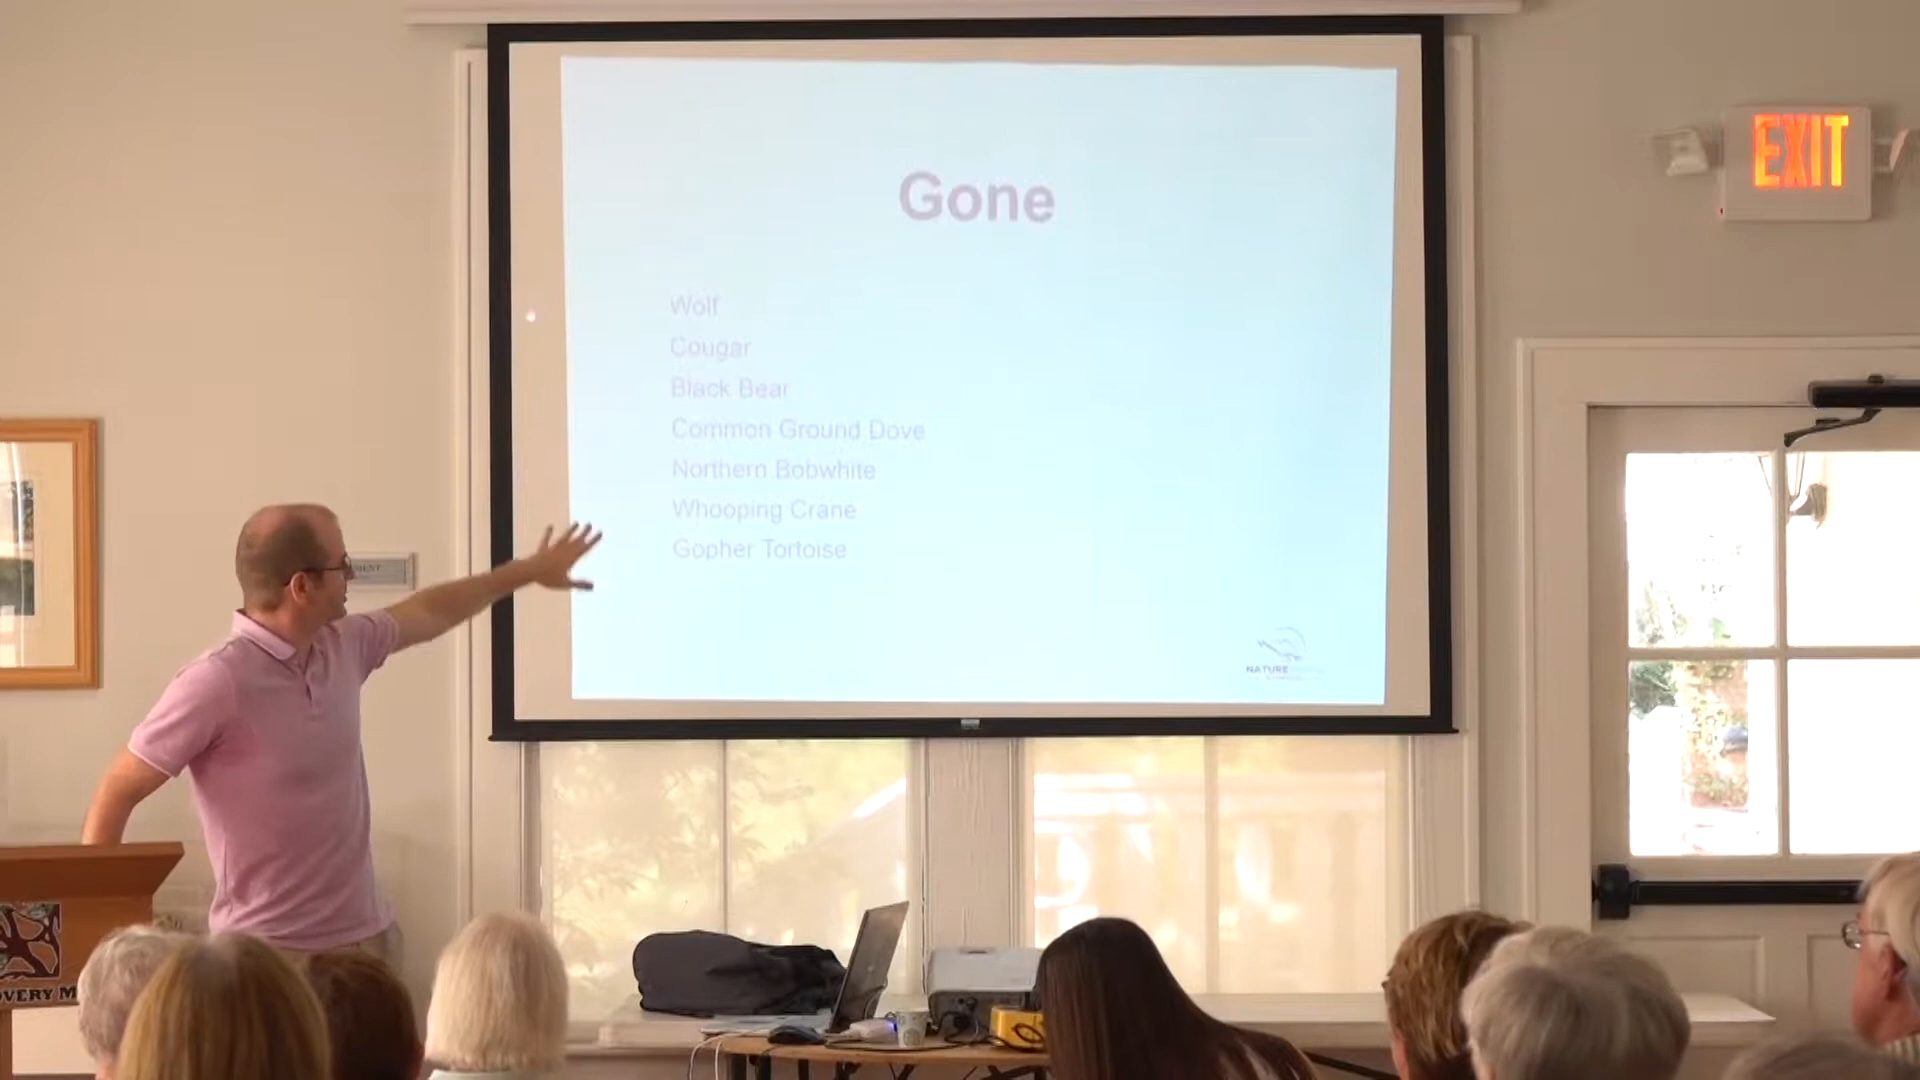 Gone
EXIT
Wolf
Cougar
Black Bear
Common Ground Dove
Northern Bobwhite
Whooping Crane
Gopher Tortoise
NATURE